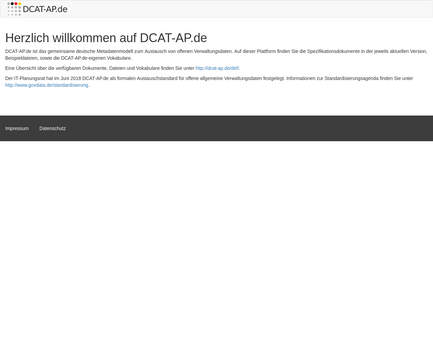 DCAT-AP.de
Herzlich willkommen auf DCAT-AP.de
DCAT-AP.de ist das gemeinsame deutsche Metadatenmodell zum Austausch von offenen Verwaltungsdaten. Auf dieser Plattform finden Sie die Spezifikationsdokumente in der jeweils aktuellen Version,
Beispieldateien, sowie die DCAT-AP.de-eigenen Vokabulare.
Eine Übersicht über die verfügbaren Dokumente, Dateien und Vokabulare finden Sie unter http://dcat-ap.de/def/.
Der IT-Planungsrat hat im Juni 2018 DCAT-AP.de als formalen Austauschstandard für offene allgemeine Verwaltungsdaten festgelegt. Informationen zur Standardisierungsagenda finden Sie unter
http://www.govdata.de/standardisierung.
Impressum Datenschutz